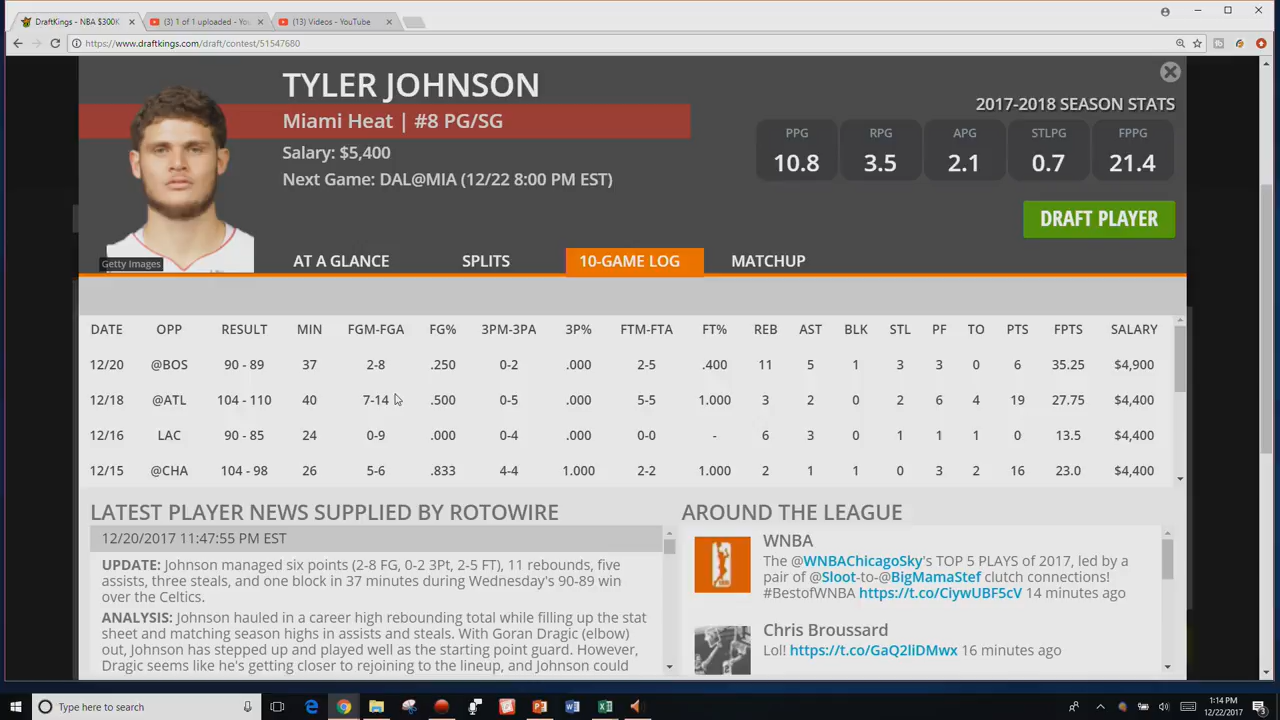 DraftKings - NBA $300K
(3) 1 of 1 uploaded - You
(13) Videos - YouTube
https://www.draftkings.com/draft/contest/51547680
TYLER JOHNSON
Miami Heat | #8 PG/SG
Salary: $5,400
Next Game: DAL@MIA (12/22 8:00 PM EST)
Getty Images
2017-2018 SEASON STATS
PPG RPG APG STLPG FPPG
10.8 3.5 2.1 0.7 21.4
DRAFT PLAYER
AT A GLANCE SPLITS 10-GAME LOG MATCHUP
DATE OPP RESULT MIN FGM-FGA FG% 3PM-3PA 3P% FTM-FTA FT% REB AST BLK STL PF TO PTS FPTS SALARY
12/20 @BOS 90 - 89 37 2-8 .250 0-2 .000 2-5 .400 11 5 1 3 3 0 6 35.25 $4,900
12/18 @ATL 104 - 110 40 7-14 .500 0-5 .000 5-5 1.000 3 2 0 2 6 4 19 27.75 $4,400
12/16 LAC 90 - 85 24 0-9 .000 0-4 .000 0-0 - 6 3 0 1 1 1 0 13.5 $4,400
12/15 @CHA 104 - 98 26 5-6 .833 4-4 1.000 2-2 1.000 2 1 1 0 3 2 16 23.0 $4,400
LATEST PLAYER NEWS SUPPLIED BY ROTOWIRE
12/20/2017 11:47:55 PM EST
UPDATE: Johnson managed six points (2-8 FG, 0-2 3Pt, 2-5 FT), 11 rebounds, five
assists, three steals, and one block in 37 minutes during Wednesday's 90-89 win
over the Celtics.
ANALYSIS: Johnson hauled in a career high rebounding total while filling up the stat
sheet and matching season highs in assists and steals. With Goran Dragic (elbow)
out, Johnson has stepped up and played well as the starting point guard. However,
Dragic seems like he's getting closer to rejoining to the lineup, and Johnson could
AROUND THE LEAGUE
WNBA
The @WNBAChicagoSky's TOP 5 PLAYS of 2017, led by a
pair of @Sloot-to-@BigMamaStef clutch connections!
#BestofWNBA https://t.co/CiywUBF5cV 14 minutes ago
Chris Broussard
Lol! https://t.co/GaQ2liDMwx 16 minutes ago
Type here to search
1:14 PM
12/22/2017